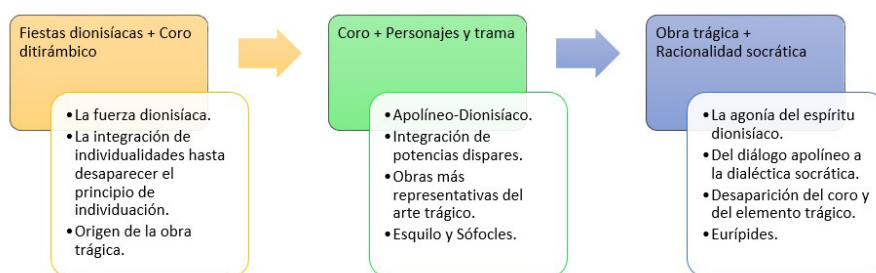 Fiestas dionisíacas + Coro
ditirámbico
•La fuerza dionisíaca.
•La integración de
individualidades hasta
desaparecer el
principio de
individuación.
•Origen de la obra
trágica.
Coro + Personajes y trama
•Apolíneo-Dionisíaco.
•Integración de
potencias dispares.
•Obras más
representativas del
arte trágico.
•Esquilo y Sófocles.
Obra trágica +
Racionalidad socrática
•La agonía del espíritu
dionisíaco.
•Del diálogo apolíneo a
la dialéctica socrática.
•Desaparición del coro y
del elemento trágico.
•Eurípides.